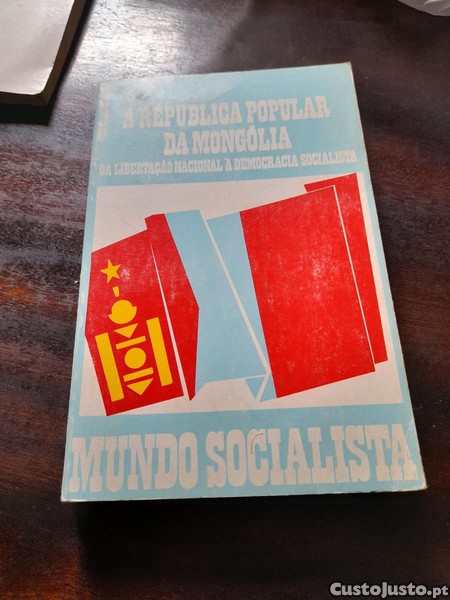 A REPÚBLICA POPULAR
DA MONGÓLIA
DA LIBERTAÇÃO NACIONAL À DEMOCRACIA SOCIALISTA
MUNDO SOCIALISTA
CustoJusto.pt